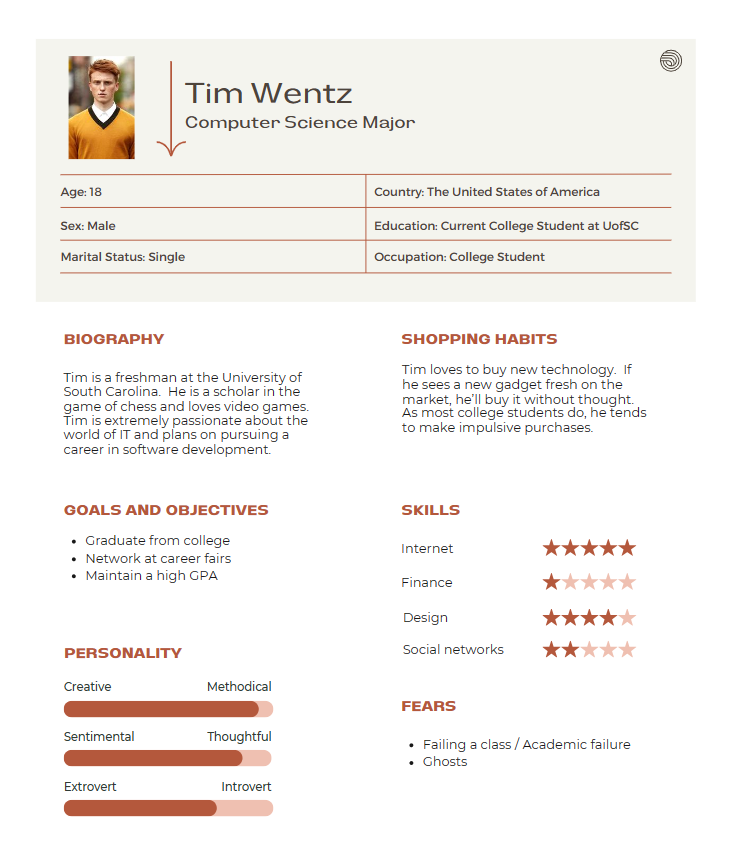 Tim Wentz
Computer Science Major
Age: 18
Country: The United States of America
Sex: Male
Education: Current College Student at UofSC
Marital Status: Single
Occupation: College Student
BIOGRAPHY
Tim is a freshman at the University of
South Carolina.  He is a scholar in the
game of chess and loves video games.
Tim is extremely passionate about the
world of IT and plans on pursuing a
career in software development.
SHOPPING HABITS
Tim loves to buy new technology.  If
he sees a new gadget fresh on the
market, he'll buy it without thought.
As most college students do, he tends
to make impulsive purchases.
GOALS AND OBJECTIVES
• Graduate from college
• Network at career fairs
• Maintain a high GPA
SKILLS
Internet ★★★★★
Finance ★★★★★
Design ★★★★★
Social networks ★★★★★
PERSONALITY
Creative Methodical
Sentimental Thoughtful
Extrovert Introvert
FEARS
• Failing a class / Academic failure
• Ghosts